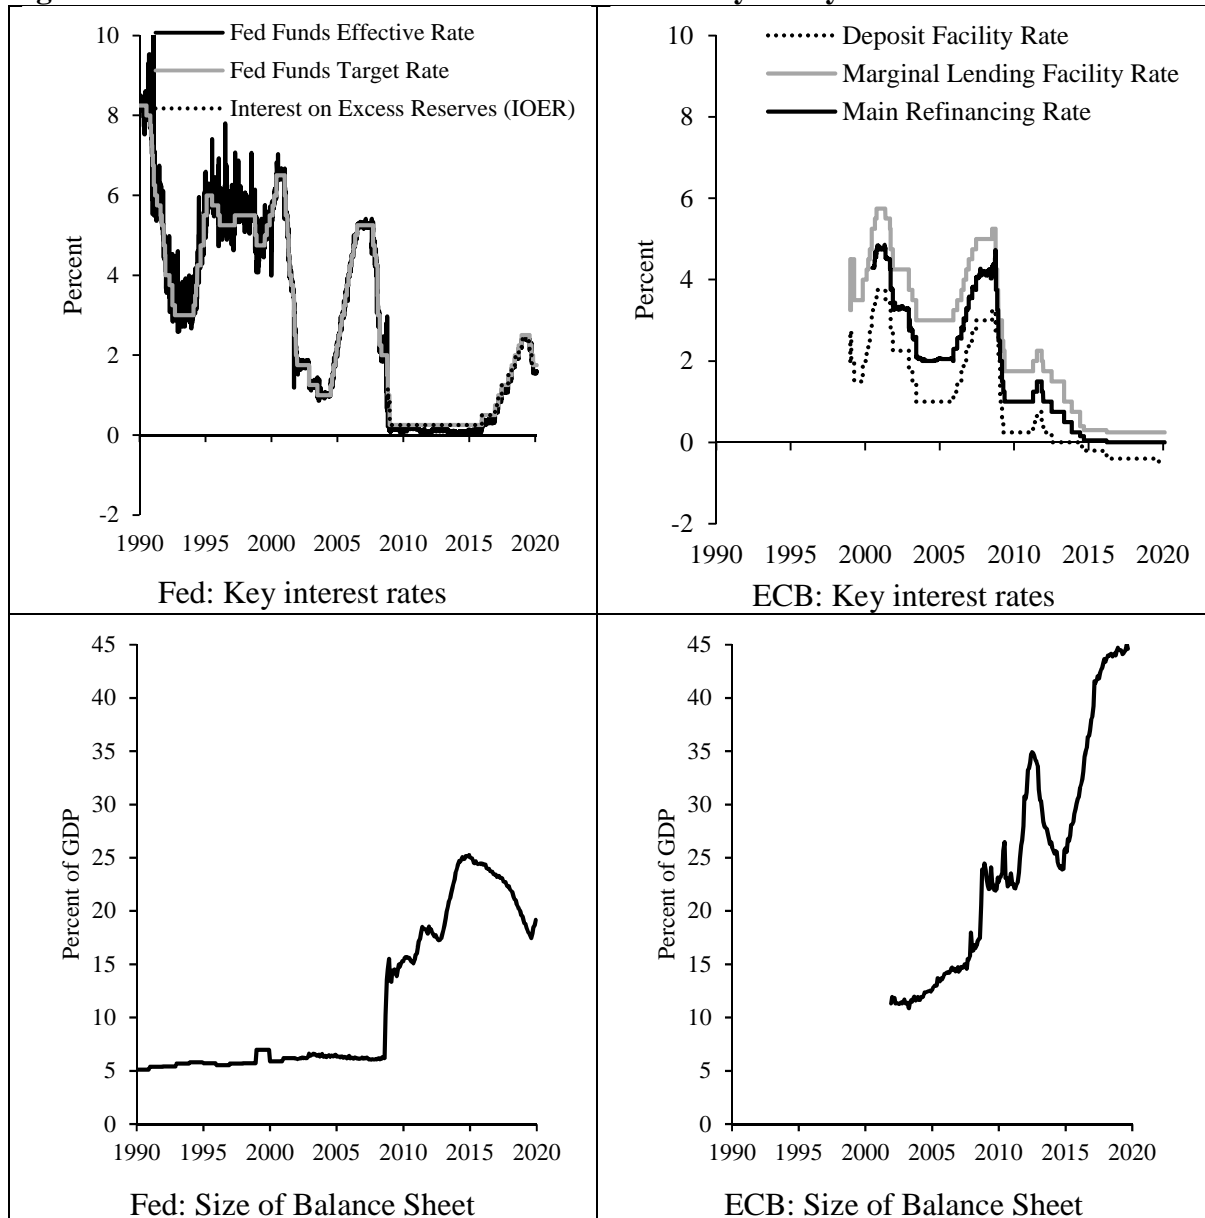 10
8
6
4
2
0
-2
Percent
Fed Funds Effective Rate
Fed Funds Target Rate
Interest on Excess Reserves (IOER)
1990 1995 2000 2005 2010 2015 2020
Fed: Key interest rates
10
8
6
4
2
0
-2
Percent
Deposit Facility Rate
Marginal Lending Facility Rate
Main Refinancing Rate
1990 1995 2000 2005 2010 2015 2020
ECB: Key interest rates
45
40
35
30
25
20
15
10
5
0
Percent of GDP
1990 1995 2000 2005 2010 2015 2020
Fed: Size of Balance Sheet
45
40
35
30
25
20
15
10
5
0
Percent of GDP
1990 1995 2000 2005 2010 2015 2020
ECB: Size of Balance Sheet